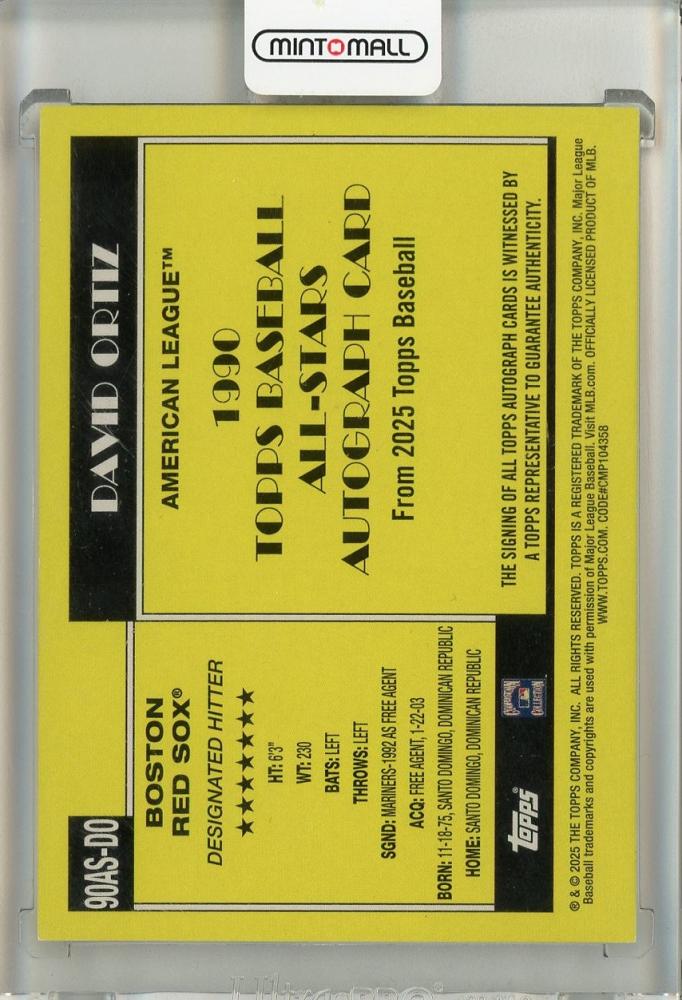 MINTOMALL
90AS-DO
DAVID ORTIZ
BOSTON
RED SOX®
DESIGNATED HITTER
★★★★★★★
HT: 6'3"
WT: 230
BATS: LEFT
THROWS: LEFT
SGND: MARINERS-1992 AS FREE AGENT
ACQ: FREE AGENT, 1-22-03
BORN: 11-18-75, SANTO DOMINGO, DOMINICAN REPUBLIC
HOME: SANTO DOMINGO, DOMINICAN REPUBLIC
AMERICAN LEAGUE™
1990
TOPPS BASEBALL
ALL-STARS
AUTOGRAPH CARD
From 2025 Topps Baseball
THE SIGNING OF ALL TOPPS AUTOGRAPH CARDS IS WITNESSED BY
A TOPPS REPRESENTATIVE TO GUARANTEE AUTHENTICITY.
topps®
COOPERSTOWN
COLLECTION
® & © 2025 THE TOPPS COMPANY, INC. ALL RIGHTS RESERVED. TOPPS IS A REGISTERED TRADEMARK OF THE TOPPS COMPANY, INC. Major League
Baseball trademarks and copyrights are used with permission of Major League Baseball. Visit MLB.com. OFFICIALLY LICENSED PRODUCT OF MLB.
WWW.TOPPS.COM. CODE#CMP104358